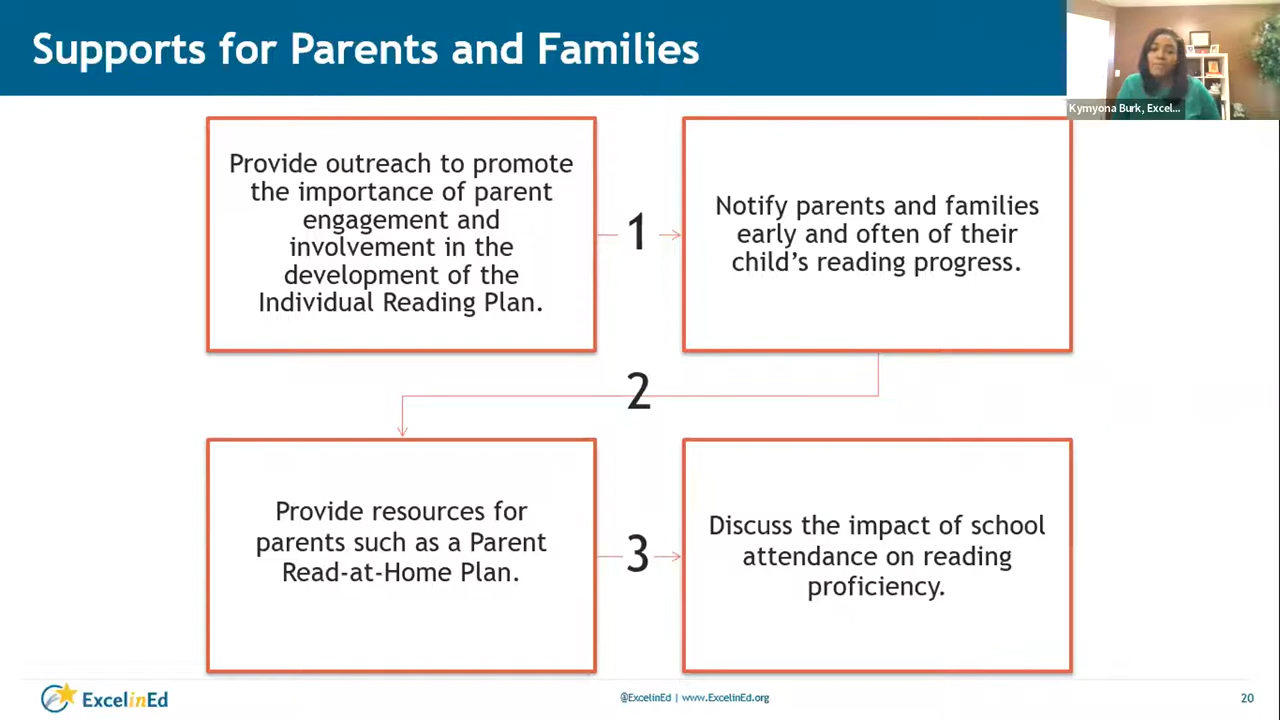 Supports for Parents and Families
Kymyona Burk, Excel...
Provide outreach to promote
the importance of parent
engagement and
involvement in the
development of the
Individual Reading Plan.
1
Notify parents and families
early and often of their
child's reading progress.
2
Provide resources for
parents such as a Parent
Read-at-Home Plan.
3
Discuss the impact of school
attendance on reading
proficiency.
ExcelinEd
@ExcelinEd | www.ExcelinEd.org
20